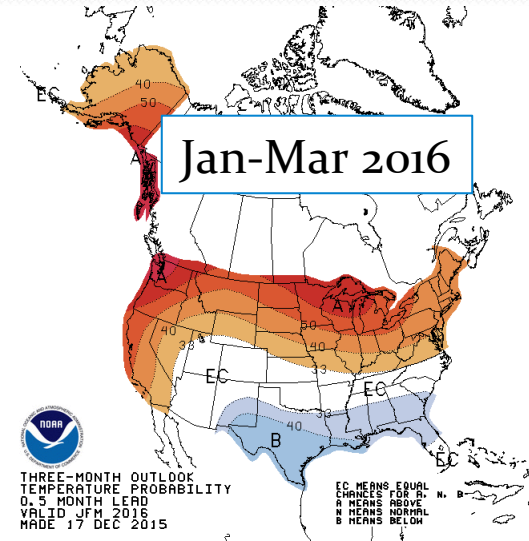 40
EC
50
A
Jan-Mar 2016
A
A
50
40
33
40
33
EC
EC
33
40
B
EC
NOAA
THREE-MONTH OUTLOOK
TEMPERATURE PROBABILITY
0.5 MONTH LEAD
VALID JFM 2016
MADE 17 DEC 2015
EC MEANS EQUAL
CHANCES FOR A, N, B
A MEANS ABOVE
N MEANS NORMAL
B MEANS BELOW